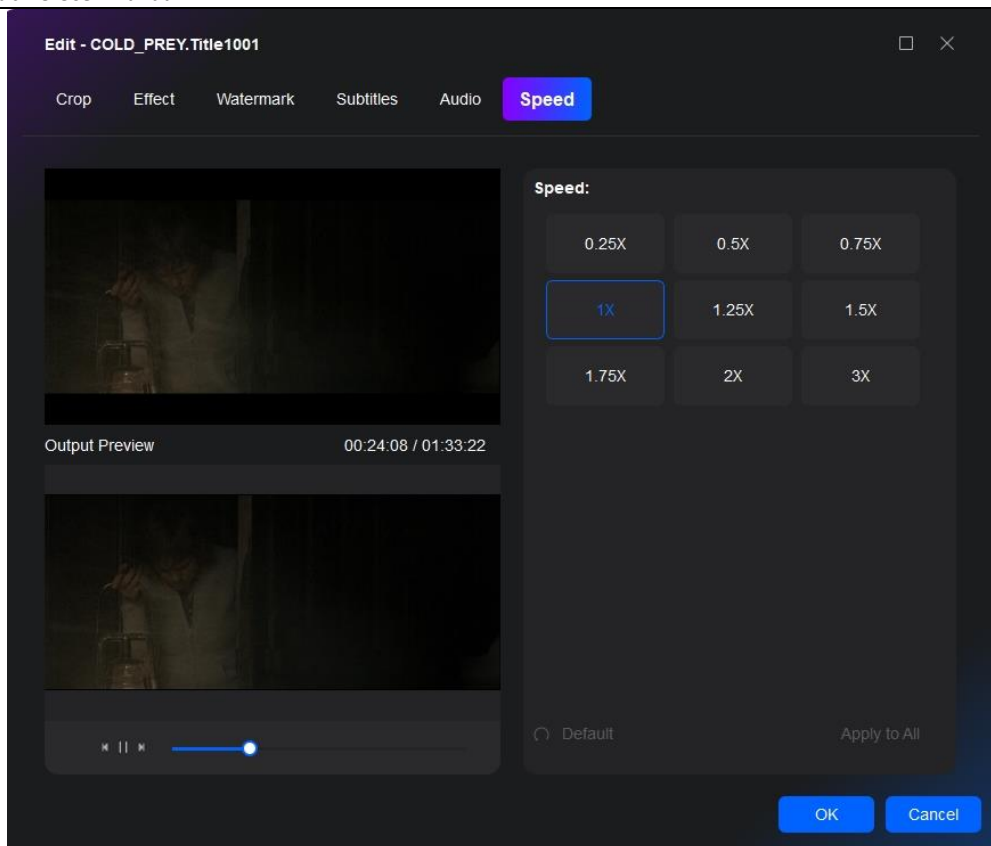 Edit - COLD_PREY.Title1001
Crop Effect Watermark Subtitles Audio Speed
Speed:
0.25X 0.5X 0.75X
1X 1.25X 1.5X
1.75X 2X 3X
Output Preview 00:24:08 / 01:33:22
Default Apply to All
OK Cancel